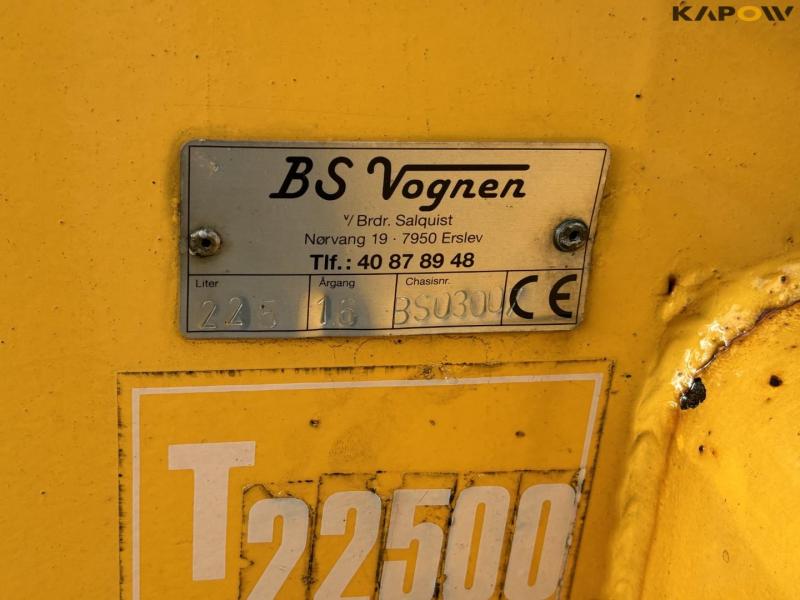 KAPOW
BS Vognen
v/ Brdr. Salquist
Nørvang 19 · 7950 Erslev
Tlf.: 40 87 89 48
Liter Årgang Chasisnr.
225 16 CE
T22500